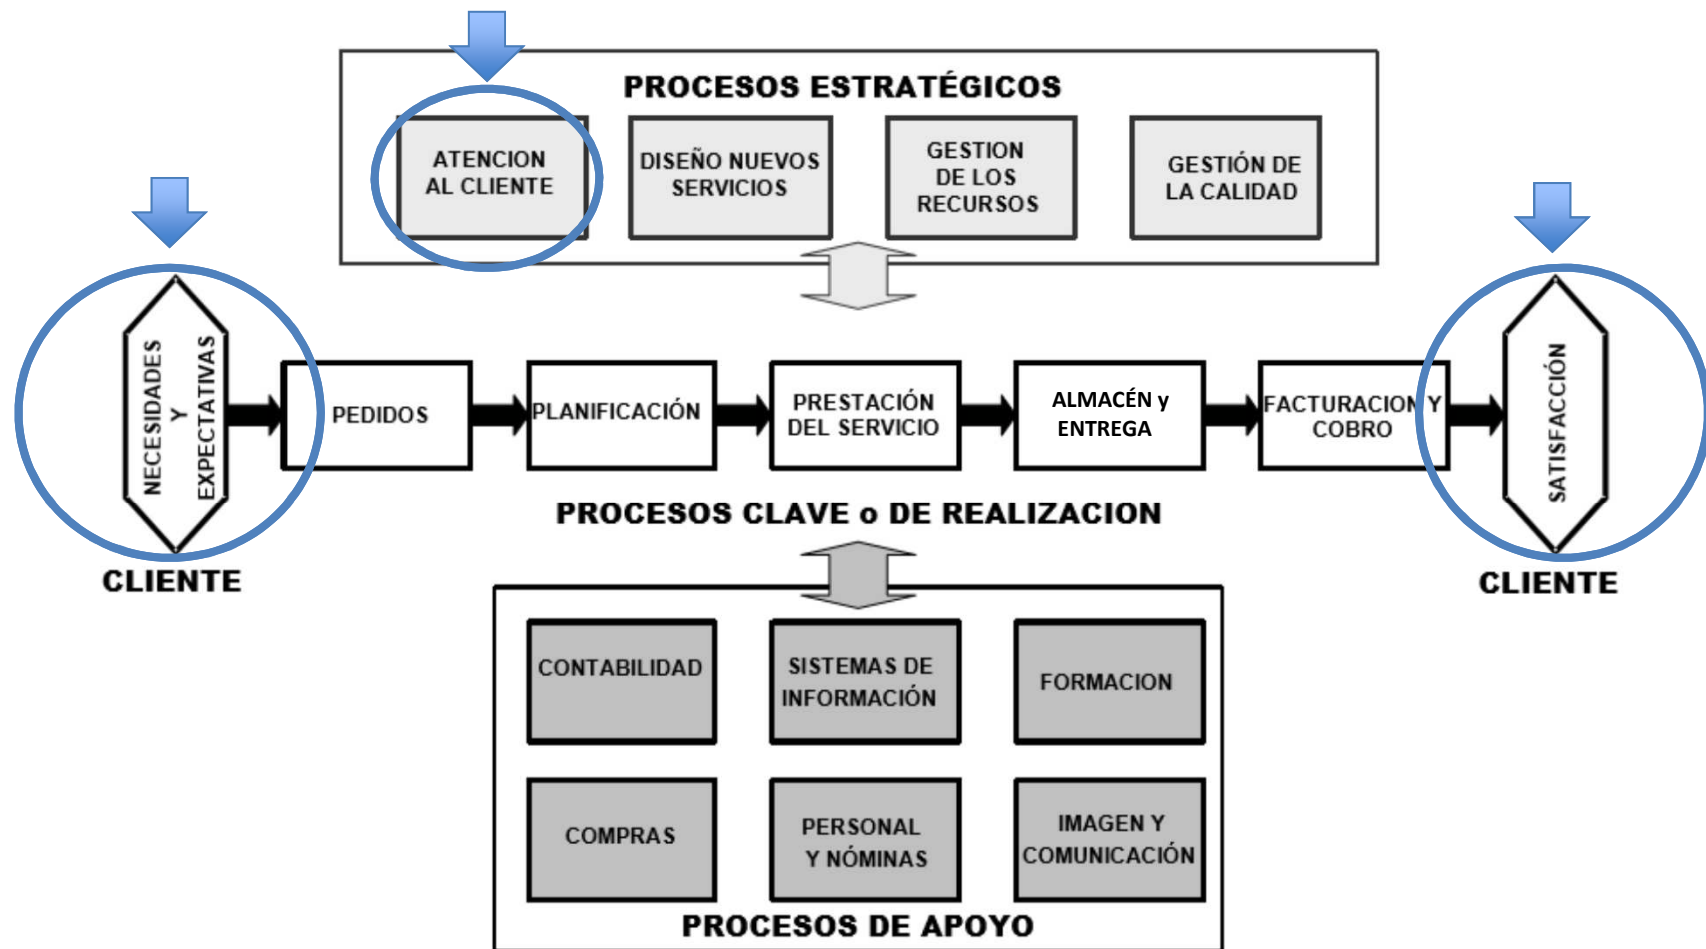 PROCESOS ESTRATÉGICOS
ATENCION
AL CLIENTE
DISEÑO NUEVOS
SERVICIOS
GESTION
DE LOS
RECURSOS
GESTIÓN DE
LA CALIDAD
NECESIDADES
Y
EXPECTATIVAS
CLIENTE
PEDIDOS
PLANIFICACIÓN
PRESTACIÓN
DEL SERVICIO
ALMACÉN y
ENTREGA
FACTURACION Y
COBRO
SATISFACCIÓN
CLIENTE
PROCESOS CLAVE o DE REALIZACION
CONTABILIDAD
SISTEMAS DE
INFORMACIÓN
FORMACION
COMPRAS
PERSONAL
Y NÓMINAS
IMAGEN Y
COMUNICACIÓN
PROCESOS DE APOYO